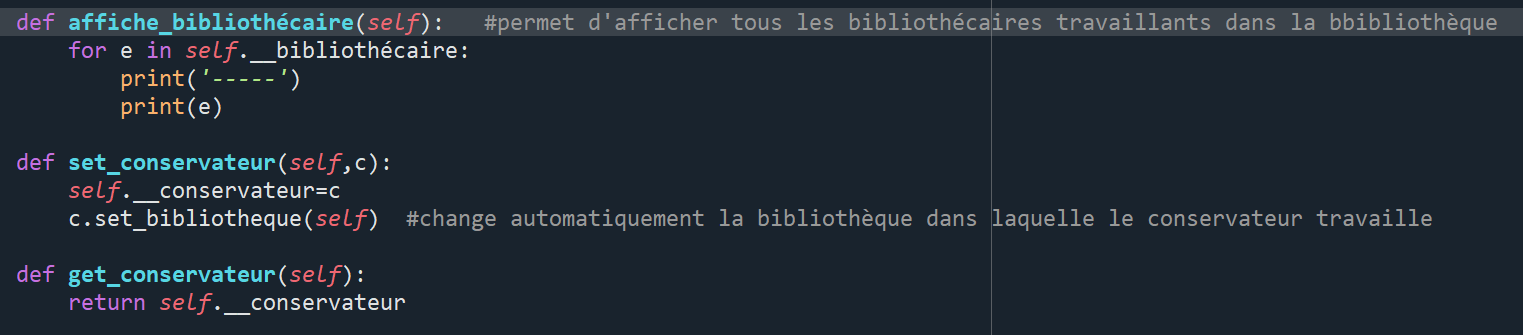 def affiche_bibliothécaire(self):   #permet d'afficher tous les bibliothécaires travaillants dans la bbibliothèque
    for e in self.__bibliothécaire:
        print('-----')
        print(e)

def set_conservateur(self,c):
    self.__conservateur=c
    c.set_bibliotheque(self)  #change automatiquement la bibliothèque dans laquelle le conservateur travaille

def get_conservateur(self):
    return self.__conservateur